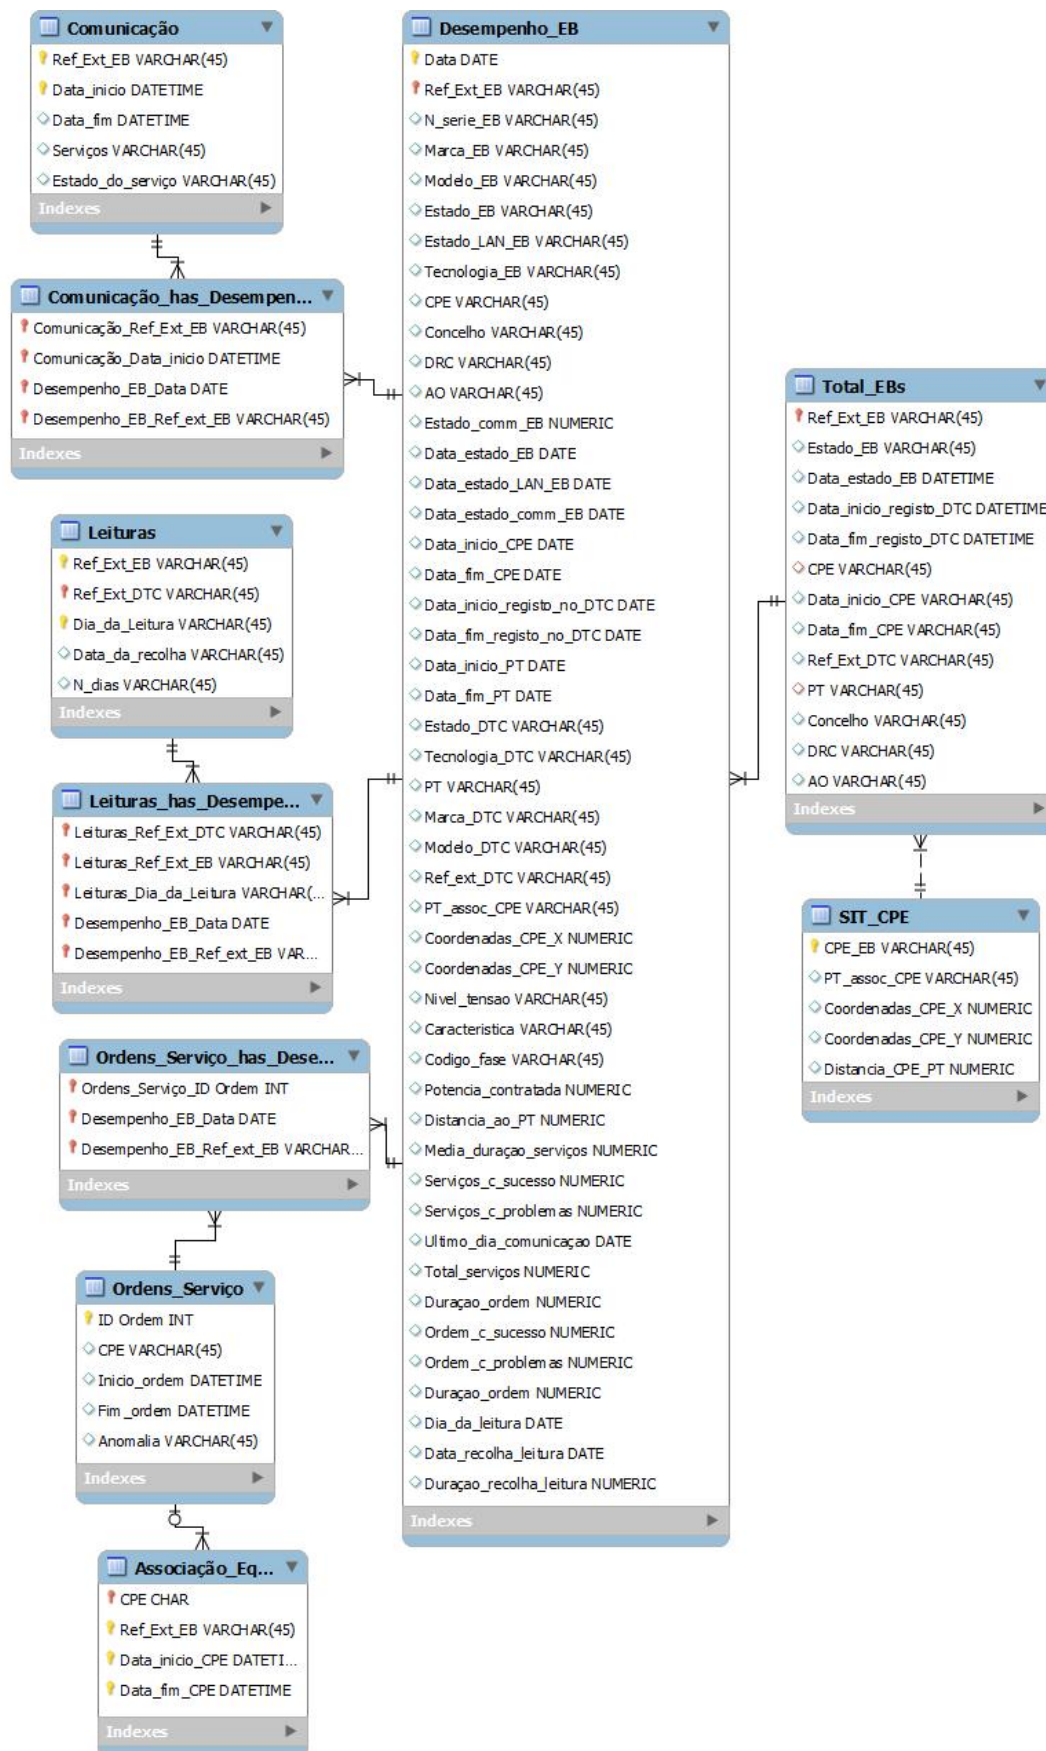 Comunicação
Ref_Ext_EB VARCHAR(45)
Data_inicio DATETIME
Data_fim DATETIME
Serviços VARCHAR(45)
Estado_do_serviço VARCHAR(45)
Indexes
Comunicação_has_Desempen...
Comunicação_Ref_Ext_EB VARCHAR(45)
Comunicação_Data_inicio DATETIME
Desempenho_EB_Data DATE
Desempenho_EB_Ref_ext_EB VARCHAR(45)
Indexes
Leituras
Ref_Ext_EB VARCHAR(45)
Ref_Ext_DTC VARCHAR(45)
Dia_da_Leitura VARCHAR(45)
Data_da_recolha VARCHAR(45)
N_dias VARCHAR(45)
Indexes
Leituras_has_Desempe...
Leituras_Ref_Ext_DTC VARCHAR(45)
Leituras_Ref_Ext_EB VARCHAR(45)
Leituras_Dia_da_Leitura VARCHAR(...
Desempenho_EB_Data DATE
Desempenho_EB_Ref_ext_EB VAR...
Indexes
Ordens_Serviço_has_Dese...
Ordens_Serviço_ID Ordem INT
Desempenho_EB_Data DATE
Desempenho_EB_Ref_ext_EB VARCHAR...
Indexes
Ordens_Serviço
ID Ordem INT
CPE VARCHAR(45)
Inicio_ordem DATETIME
Fim_ordem DATETIME
Anomalia VARCHAR(45)
Indexes
Associação_Eq...
CPE CHAR
Ref_Ext_EB VARCHAR(45)
Data_inicio_CPE DATETI...
Data_fim_CPE DATETIME
Indexes
Desempenho_EB
Data DATE
Ref_Ext_EB VARCHAR(45)
N_serie_EB VARCHAR(45)
Marca_EB VARCHAR(45)
Modelo_EB VARCHAR(45)
Estado_EB VARCHAR(45)
Estado_LAN_EB VARCHAR(45)
Tecnologia_EB VARCHAR(45)
CPE VARCHAR(45)
Concelho VARCHAR(45)
DRC VARCHAR(45)
AO VARCHAR(45)
Estado_comm_EB NUMERIC
Data_estado_EB DATE
Data_estado_LAN_EB DATE
Data_estado_comm_EB DATE
Data_inicio_CPE DATE
Data_fim_CPE DATE
Data_inicio_registo_no_DTC DATE
Data_fim_registo_no_DTC DATE
Data_inicio_PT DATE
Data_fim_PT DATE
Estado_DTC VARCHAR(45)
Tecnologia_DTC VARCHAR(45)
PT VARCHAR(45)
Marca_DTC VARCHAR(45)
Modelo_DTC VARCHAR(45)
Ref_ext_DTC VARCHAR(45)
PT_assoc_CPE VARCHAR(45)
Coordenadas_CPE_X NUMERIC
Coordenadas_CPE_Y NUMERIC
Nivel_tensao VARCHAR(45)
Caracteristica VARCHAR(45)
Codigo_fase VARCHAR(45)
Potencia_contratada NUMERIC
Distancia_ao_PT NUMERIC
Media_duraçao_serviços NUMERIC
Serviços_c_sucesso NUMERIC
Serviços_c_problemas NUMERIC
Ultimo_dia_comunicaçao DATE
Total_serviços NUMERIC
Duraçao_ordem NUMERIC
Ordem_c_sucesso NUMERIC
Ordem_c_problemas NUMERIC
Duraçao_ordem NUMERIC
Dia_da_leitura DATE
Data_recolha_leitura DATE
Duraçao_recolha_leitura NUMERIC
Indexes
Total_EBs
Ref_Ext_EB VARCHAR(45)
Estado_EB VARCHAR(45)
Data_estado_EB DATETIME
Data_inicio_registo_DTC DATETIME
Data_fim_registo_DTC DATETIME
CPE VARCHAR(45)
Data_inicio_CPE VARCHAR(45)
Data_fim_CPE VARCHAR(45)
Ref_Ext_DTC VARCHAR(45)
PT VARCHAR(45)
Concelho VARCHAR(45)
DRC VARCHAR(45)
AO VARCHAR(45)
Indexes
SIT_CPE
CPE_EB VARCHAR(45)
PT_assoc_CPE VARCHAR(45)
Coordenadas_CPE_X NUMERIC
Coordenadas_CPE_Y NUMERIC
Distancia_CPE_PT NUMERIC
Indexes